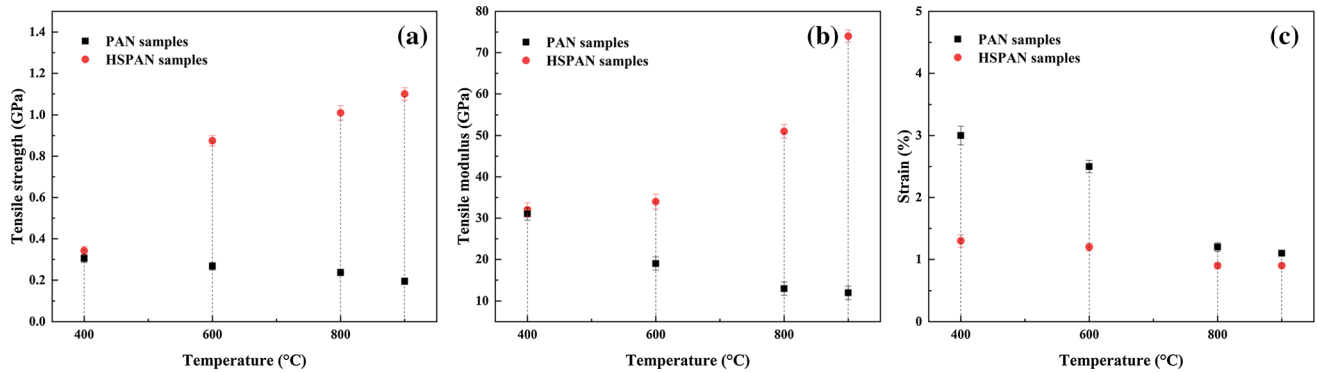 (a)
PAN samples
HSPAN samples
Tensile strength (GPa)
1.4
1.2
1.0
0.8
0.6
0.4
0.2
0.0
400
600
800
Temperature (°C)
(b)
PAN samples
HSPAN samples
Tensile modulus (GPa)
80
70
60
50
40
30
20
10
400
600
800
Temperature (°C)
(c)
PAN samples
HSPAN samples
Strain (%)
5
4
3
2
1
0
400
600
800
Temperature (°C)